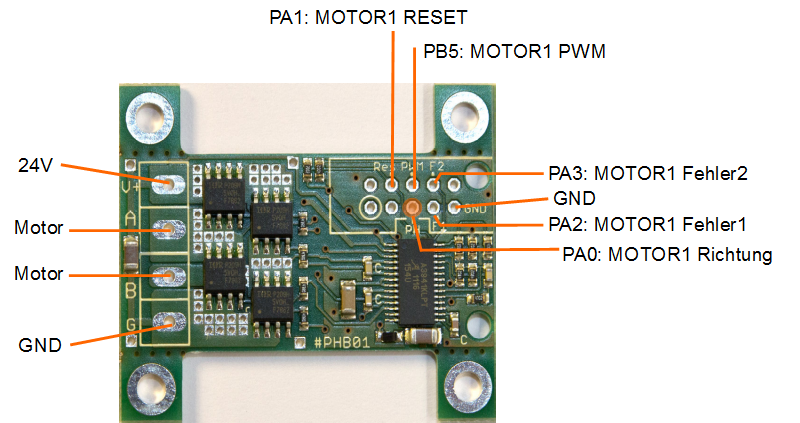 PA1: MOTOR1 RESET
PB5: MOTOR1 PWM
24V
PA3: MOTOR1 Fehler2
GND
Motor
PA2: MOTOR1 Fehler1
PA0: MOTOR1 Richtung
Motor
GND
Res PWM F2
V+
A
B
G
GND
PH
C
C
C
#PHB01